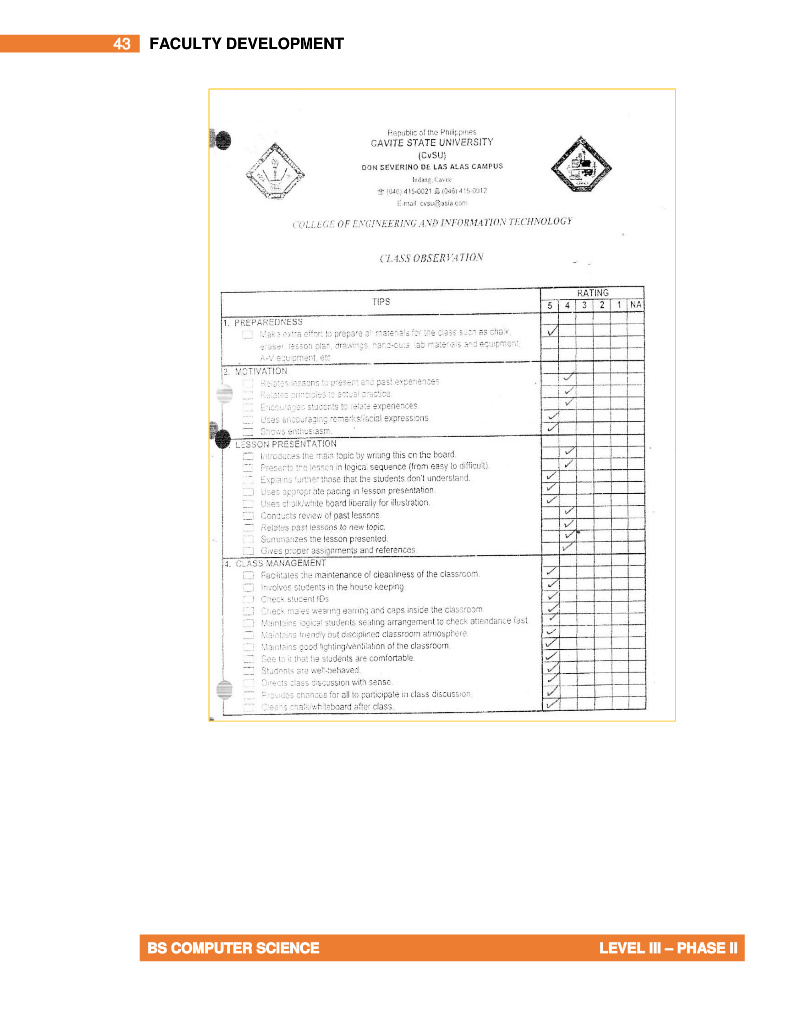 43 FACULTY DEVELOPMENT
Republic of the Philippines
CAVITE STATE UNIVERSITY
(CvSU)
DON SEVERINO DE LAS ALAS CAMPUS
Indang, Cavite
(046) 415-0021 (046) 415-0012
E-mail: cvsu@asia.com
COLLEGE OF ENGINEERING AND INFORMATION TECHNOLOGY
CLASS OBSERVATION
TIPS
RATING
5 4 3 2 1 NA
1. PREPAREDNESS
Make extra effort to prepare all materials for the class such as chalk,
eraser, lesson plan, drawings, hand-outs, lab materials and equipment,
A-V equipment, etc.
2. MOTIVATION
Relates lessons to present and past experiences
Relates principles to actual practice
Encourages students to relate experiences.
Uses encouraging remarks/facial expressions
Shows enthusiasm.
LESSON PRESENTATION
Introduces the main topic by writing this on the board.
Presents the lesson in logical sequence (from easy to difficult).
Explains further those that the students don't understand.
Uses appropriate pacing in lesson presentation.
Uses chalk/white board liberally for illustration.
Conducts review of past lessons.
Relates past lessons to new topic.
Summarizes the lesson presented.
Gives proper assignments and references.
4. CLASS MANAGEMENT
Facilitates the maintenance of cleanliness of the classroom.
Involves students in the house keeping.
Check student IDs
Check males wearing earring and caps inside the classroom.
Maintains logical students seating arrangement to check attendance fast.
Maintains friendly but disciplined classroom atmosphere.
Maintains good lighting/ventilation of the classroom.
See to it that the students are comfortable.
Students are well-behaved.
Directs class discussion with sense.
Provides chances for all to participate in class discussion.
Cleans chalk/whiteboard after class.
BS COMPUTER SCIENCE LEVEL III – PHASE II